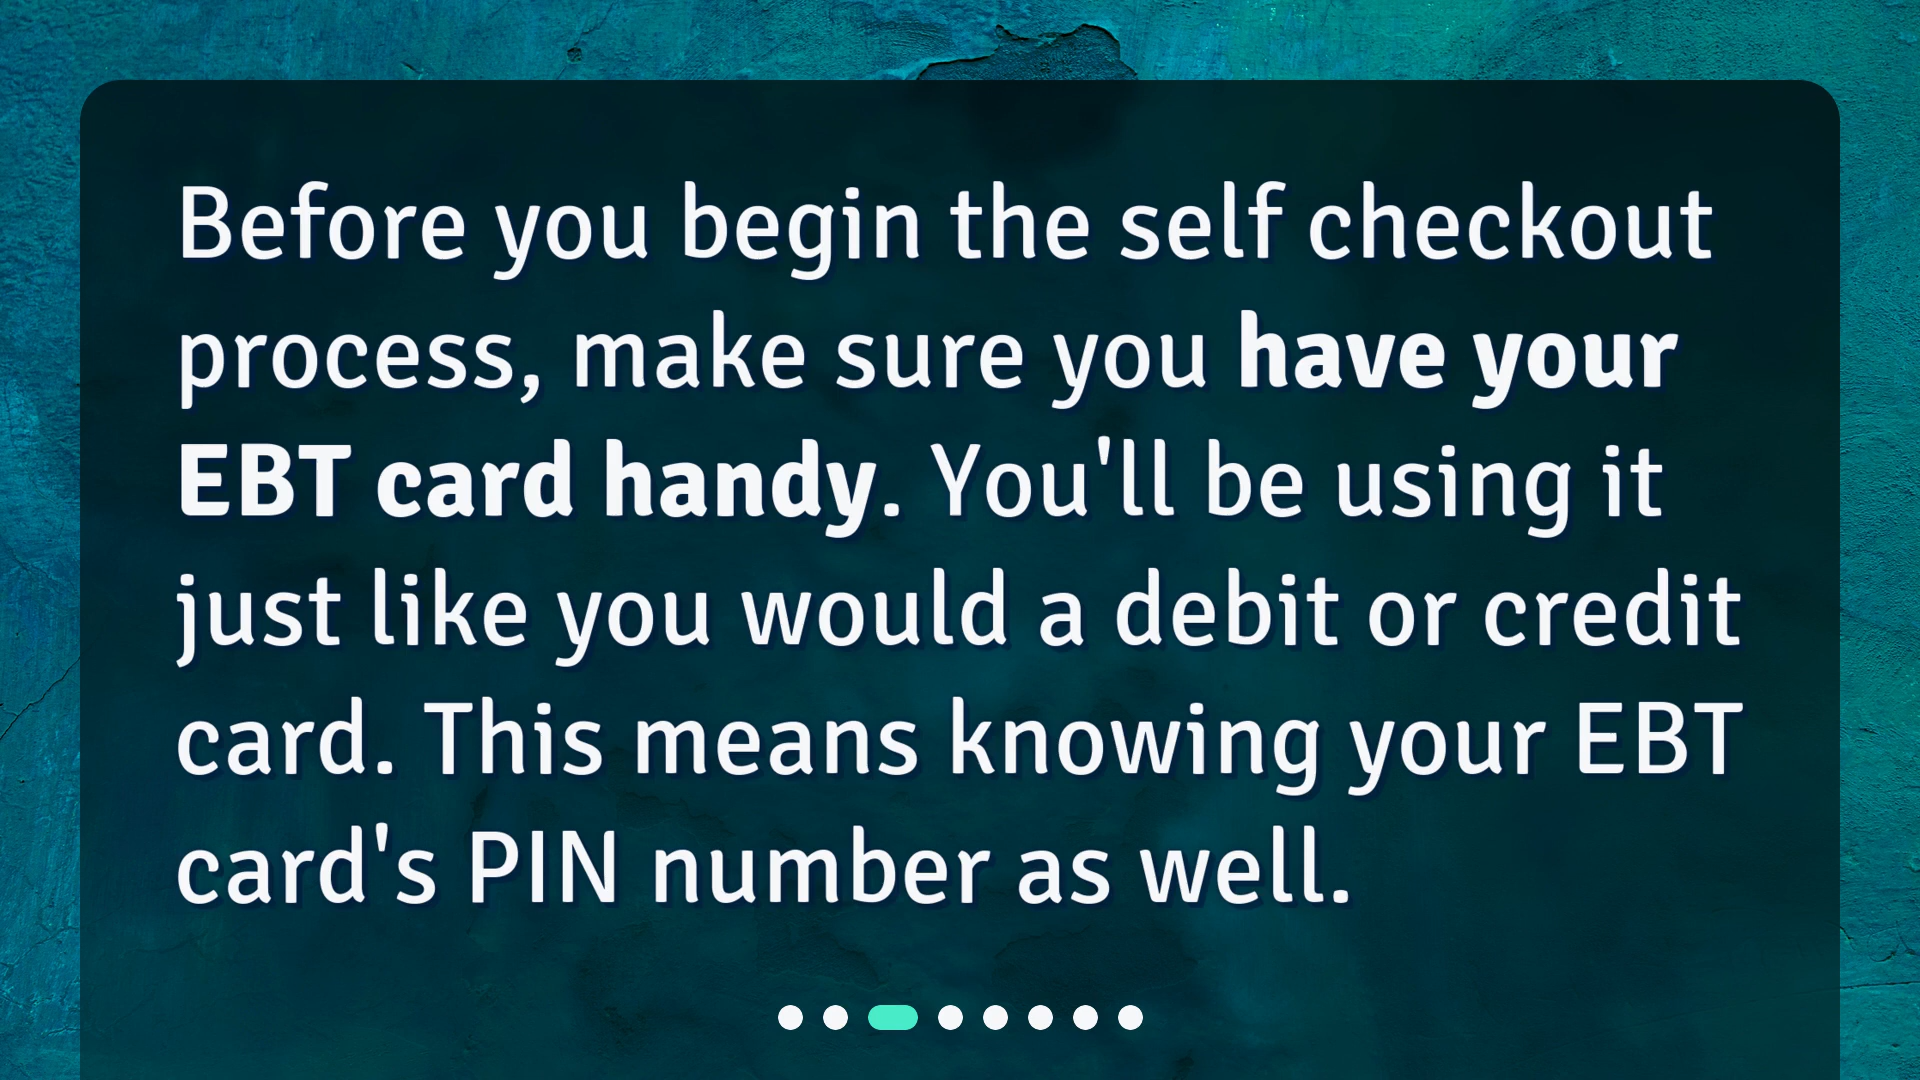 Before you begin the self checkout
process, make sure you have your
EBT card handy. You'll be using it
just like you would a debit or credit
card. This means knowing your EBT
card's PIN number as well.